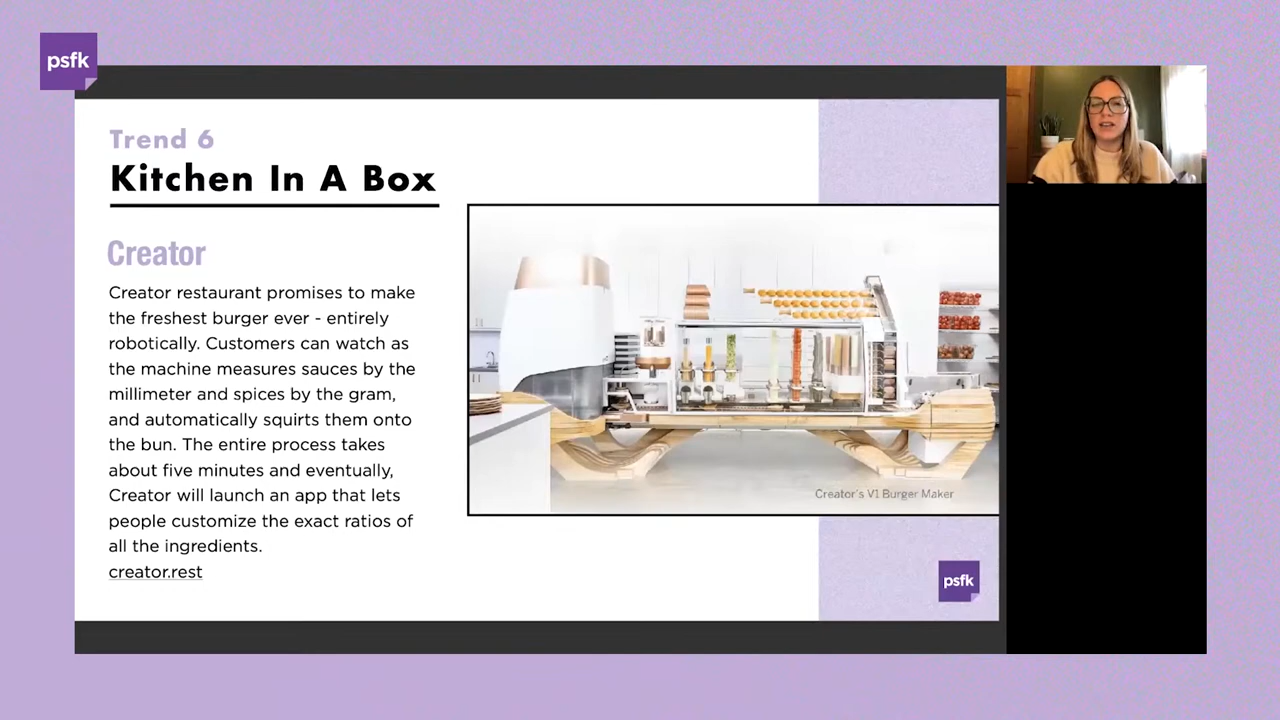 psfk
Trend 6
Kitchen In A Box
Creator
Creator restaurant promises to make
the freshest burger ever - entirely
robotically. Customers can watch as
the machine measures sauces by the
millimeter and spices by the gram,
and automatically squirts them onto
the bun. The entire process takes
about five minutes and eventually,
Creator will launch an app that lets
people customize the exact ratios of
all the ingredients.
creator.rest
Creator's V1 Burger Maker
psfk